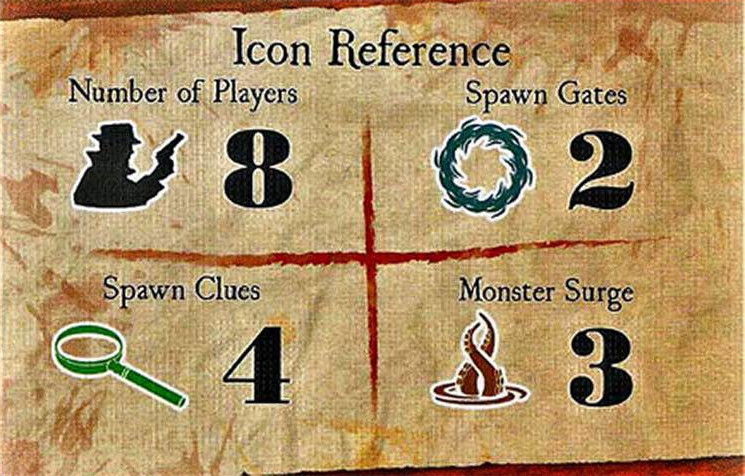 Icon Reference
Number of Players
8
Spawn Gates
2
Spawn Clues
4
Monster Surge
3